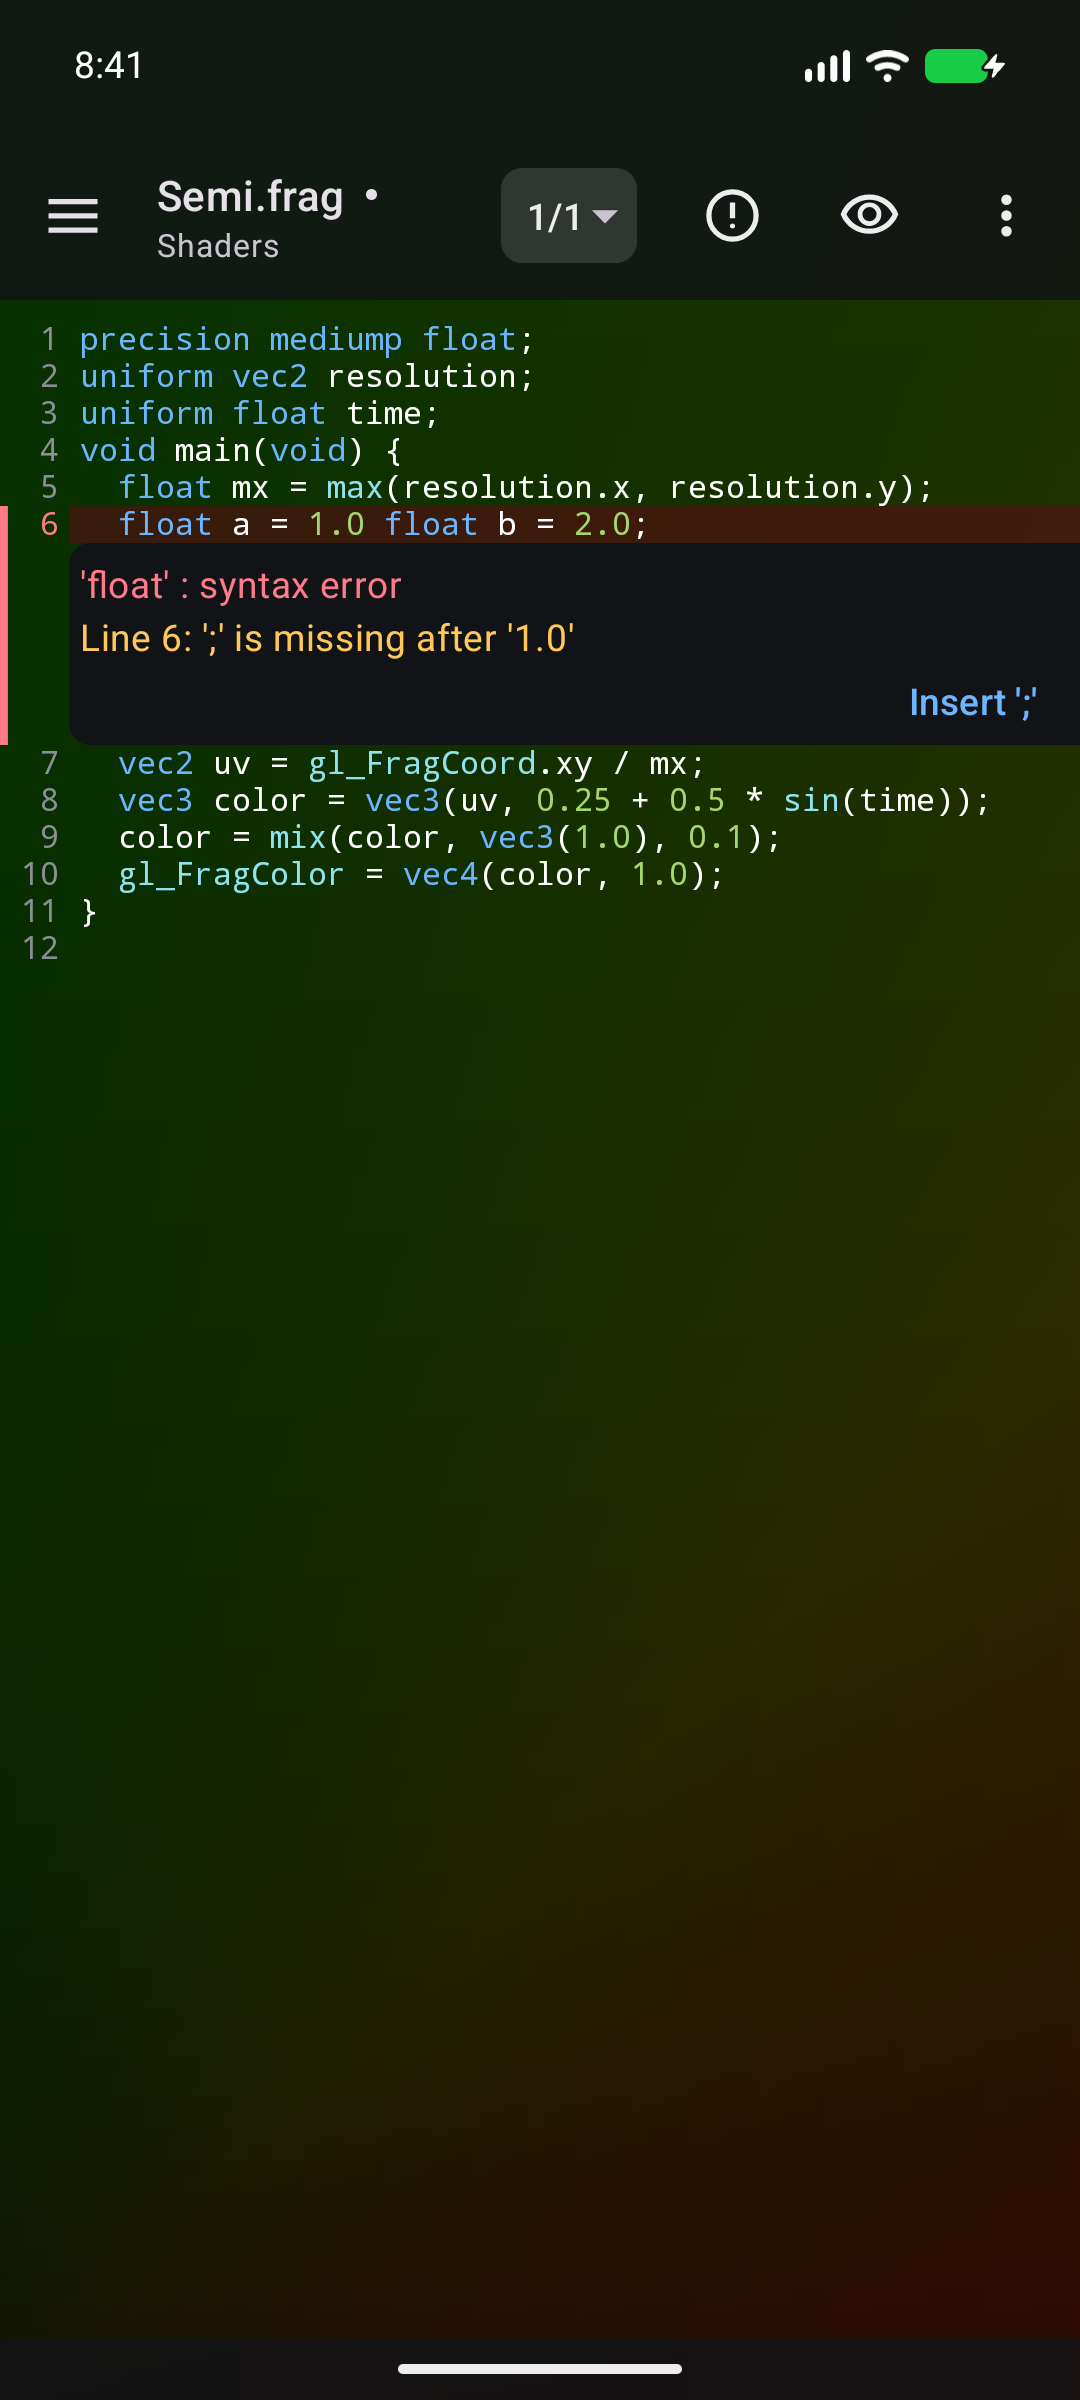 8:41
Semi.frag •
Shaders
1/1
1 precision mediump float;
2 uniform vec2 resolution;
3 uniform float time;
4 void main(void) {
5   float mx = max(resolution.x, resolution.y);
6   float a = 1.0 float b = 2.0;
'float' : syntax error
Line 6: ';' is missing after '1.0'
Insert ';'
7   vec2 uv = gl_FragCoord.xy / mx;
8   vec3 color = vec3(uv, 0.25 + 0.5 * sin(time));
9   color = mix(color, vec3(1.0), 0.1);
10   gl_FragColor = vec4(color, 1.0);
11 }
12